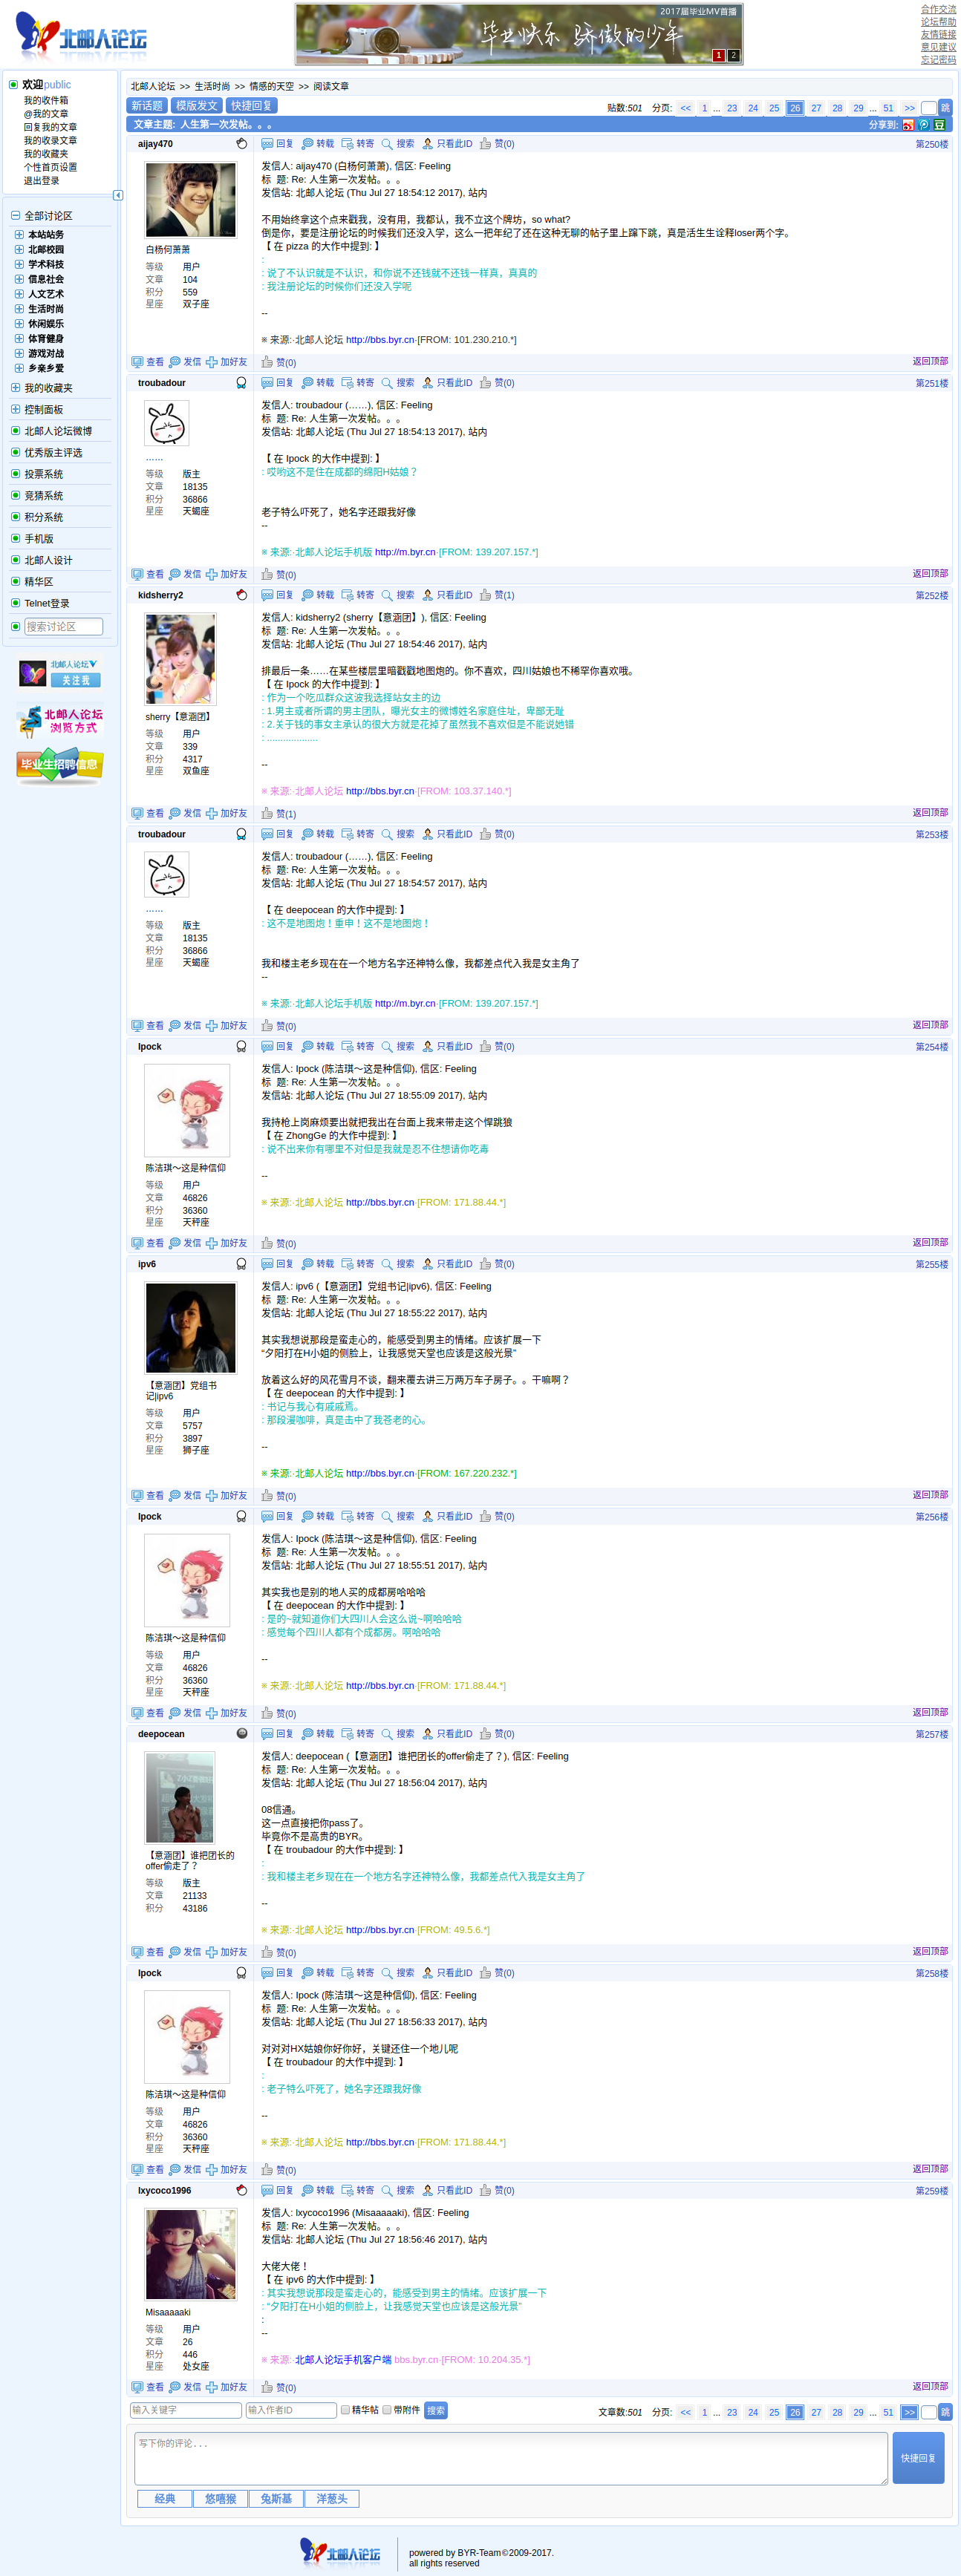 北邮人论坛
2017届毕业MV首播
毕业快乐 骄傲的少年
1 2
合作交流
论坛帮助
友情链接
意见建议
忘记密码
欢迎public
我的收件箱
@我的文章
回复我的文章
我的收录文章
我的收藏夹
个性首页设置
退出登录
全部讨论区
本站站务
北邮校园
学术科技
信息社会
人文艺术
生活时尚
休闲娱乐
体育健身
游戏对战
乡亲乡爱
我的收藏夹
控制面板
北邮人论坛微博
优秀版主评选
投票系统
竞猜系统
积分系统
手机版
北邮人设计
精华区
Telnet登录
搜索讨论区
北邮人论坛
关注我
北邮人论坛
浏览方式
毕业生招聘信息
北邮人论坛 >> 生活时尚 >> 情感的天空 >> 阅读文章
新话题 模版发文 快捷回复
贴数:501 分页: << 1 ... 23 24 25 26 27 28 29 ... 51 >> 跳
文章主题: 人生第一次发帖。。。 分享到:
aijay470 回复 转载 转寄 搜索 只看此ID 赞(0) 第250楼
白杨何萧萧
等级 用户
文章 104
积分 559
星座 双子座
发信人: aijay470 (白杨何萧萧), 信区: Feeling
标 题: Re: 人生第一次发帖。。。
发信站: 北邮人论坛 (Thu Jul 27 18:54:12 2017), 站内
不用始终拿这个点来戳我，没有用，我都认，我不立这个牌坊，so what?
倒是你，要是注册论坛的时候我们还没入学，这么一把年纪了还在这种无聊的帖子里上蹿下跳，真是活生生诠释loser两个字。
【 在 pizza 的大作中提到: 】
:
: 说了不认识就是不认识，和你说不还钱就不还钱一样真，真真的
: 我注册论坛的时候你们还没入学呢
--
※ 来源:·北邮人论坛 http://bbs.byr.cn·[FROM: 101.230.210.*]
查看 发信 加好友 赞(0) 返回顶部
troubadour 回复 转载 转寄 搜索 只看此ID 赞(0) 第251楼
……
等级 版主
文章 18135
积分 36866
星座 天蝎座
发信人: troubadour (……), 信区: Feeling
标 题: Re: 人生第一次发帖。。。
发信站: 北邮人论坛 (Thu Jul 27 18:54:13 2017), 站内
【 在 lpock 的大作中提到: 】
: 哎哟这不是住在成都的绵阳H姑娘？
老子特么吓死了，她名字还跟我好像
--
※ 来源:·北邮人论坛手机版 http://m.byr.cn·[FROM: 139.207.157.*]
查看 发信 加好友 赞(0) 返回顶部
kidsherry2 回复 转载 转寄 搜索 只看此ID 赞(1) 第252楼
sherry【意涵团】
等级 用户
文章 339
积分 4317
星座 双鱼座
发信人: kidsherry2 (sherry【意涵团】), 信区: Feeling
标 题: Re: 人生第一次发帖。。。
发信站: 北邮人论坛 (Thu Jul 27 18:54:46 2017), 站内
排最后一条……在某些楼层里暗戳戳地图炮的。你不喜欢，四川姑娘也不稀罕你喜欢哦。
【 在 lpock 的大作中提到: 】
: 作为一个吃瓜群众这波我选择站女主的边
: 1.男主或者所谓的男主团队，曝光女主的微博姓名家庭住址，卑鄙无耻
: 2.关于钱的事女主承认的很大方就是花掉了虽然我不喜欢但是不能说她错
: ...................
--
※ 来源:·北邮人论坛 http://bbs.byr.cn·[FROM: 103.37.140.*]
查看 发信 加好友 赞(1) 返回顶部
troubadour 回复 转载 转寄 搜索 只看此ID 赞(0) 第253楼
……
等级 版主
文章 18135
积分 36866
星座 天蝎座
发信人: troubadour (……), 信区: Feeling
标 题: Re: 人生第一次发帖。。。
发信站: 北邮人论坛 (Thu Jul 27 18:54:57 2017), 站内
【 在 deepocean 的大作中提到: 】
: 这不是地图炮！重申！这不是地图炮！
我和楼主老乡现在在一个地方名字还神特么像，我都差点代入我是女主角了
--
※ 来源:·北邮人论坛手机版 http://m.byr.cn·[FROM: 139.207.157.*]
查看 发信 加好友 赞(0) 返回顶部
lpock 回复 转载 转寄 搜索 只看此ID 赞(0) 第254楼
陈洁琪～这是种信仰
等级 用户
文章 46826
积分 36360
星座 天秤座
发信人: lpock (陈洁琪～这是种信仰), 信区: Feeling
标 题: Re: 人生第一次发帖。。。
发信站: 北邮人论坛 (Thu Jul 27 18:55:09 2017), 站内
我持枪上岗麻烦要出就把我出在台面上我来带走这个悍跳狼
【 在 ZhongGe 的大作中提到: 】
: 说不出来你有哪里不对但是我就是忍不住想请你吃毒
--
※ 来源:·北邮人论坛 http://bbs.byr.cn·[FROM: 171.88.44.*]
查看 发信 加好友 赞(0) 返回顶部
ipv6 回复 转载 转寄 搜索 只看此ID 赞(0) 第255楼
【意涵团】党组书
记|ipv6
等级 用户
文章 5757
积分 3897
星座 狮子座
发信人: ipv6 (【意涵团】党组书记|ipv6), 信区: Feeling
标 题: Re: 人生第一次发帖。。。
发信站: 北邮人论坛 (Thu Jul 27 18:55:22 2017), 站内
其实我想说那段是蛮走心的，能感受到男主的情绪。应该扩展一下
“夕阳打在H小姐的侧脸上，让我感觉天堂也应该是这般光景”
放着这么好的风花雪月不谈，翻来覆去讲三万两万车子房子。。干嘛啊？
【 在 deepocean 的大作中提到: 】
: 书记与我心有戚戚焉。
: 那段漫咖啡，真是击中了我苍老的心。
--
※ 来源:·北邮人论坛 http://bbs.byr.cn·[FROM: 167.220.232.*]
查看 发信 加好友 赞(0) 返回顶部
lpock 回复 转载 转寄 搜索 只看此ID 赞(0) 第256楼
陈洁琪～这是种信仰
等级 用户
文章 46826
积分 36360
星座 天秤座
发信人: lpock (陈洁琪～这是种信仰), 信区: Feeling
标 题: Re: 人生第一次发帖。。。
发信站: 北邮人论坛 (Thu Jul 27 18:55:51 2017), 站内
其实我也是别的地人买的成都房哈哈哈
【 在 deepocean 的大作中提到: 】
: 是的~就知道你们大四川人会这么说~啊哈哈哈
: 感觉每个四川人都有个成都房。啊哈哈哈
--
※ 来源:·北邮人论坛 http://bbs.byr.cn·[FROM: 171.88.44.*]
查看 发信 加好友 赞(0) 返回顶部
deepocean 回复 转载 转寄 搜索 只看此ID 赞(0) 第257楼
【意涵团】谁把团长的
offer偷走了？
等级 版主
文章 21133
积分 43186
发信人: deepocean (【意涵团】谁把团长的offer偷走了？), 信区: Feeling
标 题: Re: 人生第一次发帖。。。
发信站: 北邮人论坛 (Thu Jul 27 18:56:04 2017), 站内
08信通。
这一点直接把你pass了。
毕竟你不是高贵的BYR。
【 在 troubadour 的大作中提到: 】
:
: 我和楼主老乡现在在一个地方名字还神特么像，我都差点代入我是女主角了
--
※ 来源:·北邮人论坛 http://bbs.byr.cn·[FROM: 49.5.6.*]
查看 发信 加好友 赞(0) 返回顶部
lpock 回复 转载 转寄 搜索 只看此ID 赞(0) 第258楼
陈洁琪～这是种信仰
等级 用户
文章 46826
积分 36360
星座 天秤座
发信人: lpock (陈洁琪～这是种信仰), 信区: Feeling
标 题: Re: 人生第一次发帖。。。
发信站: 北邮人论坛 (Thu Jul 27 18:56:33 2017), 站内
对对对HX姑娘你好你好，关键还住一个地儿呢
【 在 troubadour 的大作中提到: 】
:
: 老子特么吓死了，她名字还跟我好像
--
※ 来源:·北邮人论坛 http://bbs.byr.cn·[FROM: 171.88.44.*]
查看 发信 加好友 赞(0) 返回顶部
lxycoco1996 回复 转载 转寄 搜索 只看此ID 赞(0) 第259楼
Misaaaaaki
等级 用户
文章 26
积分 446
星座 处女座
发信人: lxycoco1996 (Misaaaaaki), 信区: Feeling
标 题: Re: 人生第一次发帖。。。
发信站: 北邮人论坛 (Thu Jul 27 18:56:46 2017), 站内
大佬大佬！
【 在 ipv6 的大作中提到: 】
: 其实我想说那段是蛮走心的，能感受到男主的情绪。应该扩展一下
: “夕阳打在H小姐的侧脸上，让我感觉天堂也应该是这般光景”
:
--
※ 来源:·北邮人论坛手机客户端 bbs.byr.cn·[FROM: 10.204.35.*]
查看 发信 加好友 赞(0) 返回顶部
输入关键字 输入作者ID 精华帖 带附件 搜索
文章数:501 分页: << 1 ... 23 24 25 26 27 28 29 ... 51 >> 跳
写下你的评论...
快捷回复
经典 悠嘻猴 兔斯基 洋葱头
北邮人论坛
powered by BYR-Team©2009-2017.
all rights reserved